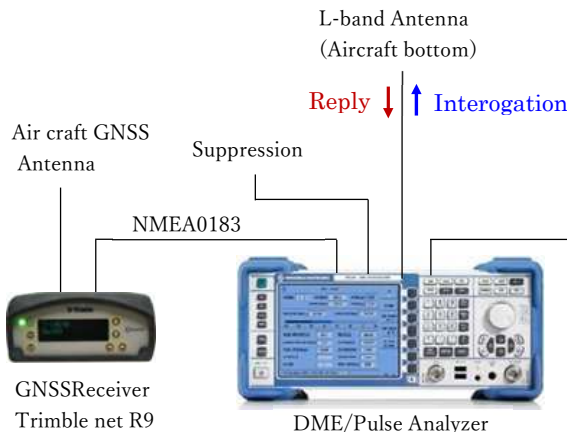 L-band Antenna
(Aircraft bottom)
Reply
Interogation
Air craft GNSS
Antenna
Suppression
NMEA0183
GNSSReceiver
Trimble net R9
DME/Pulse Analyzer